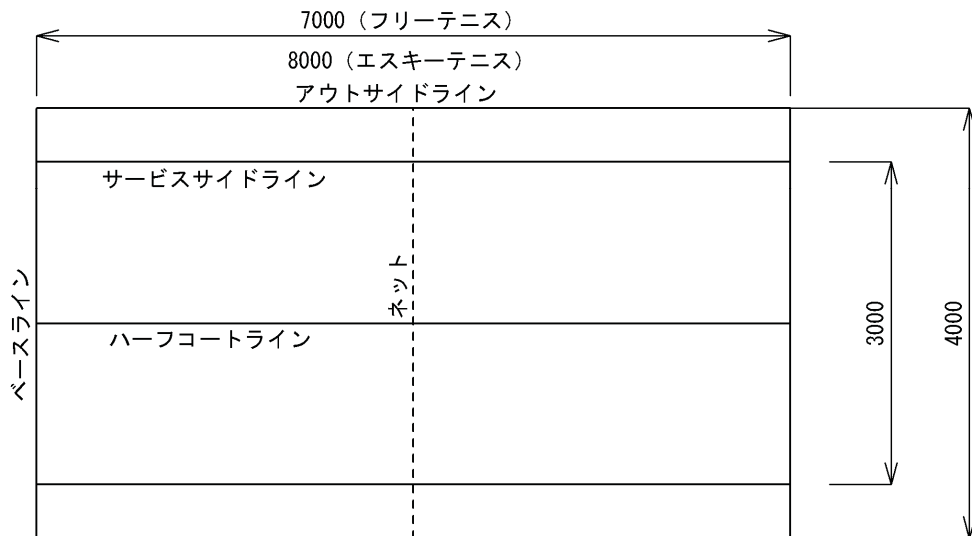 7000 (フリーテニス)
8000 (エスキーテニス)
アウトサイドライン
サービスサイドライン
ネット
ベースライン
ハーフコートライン
3000
4000